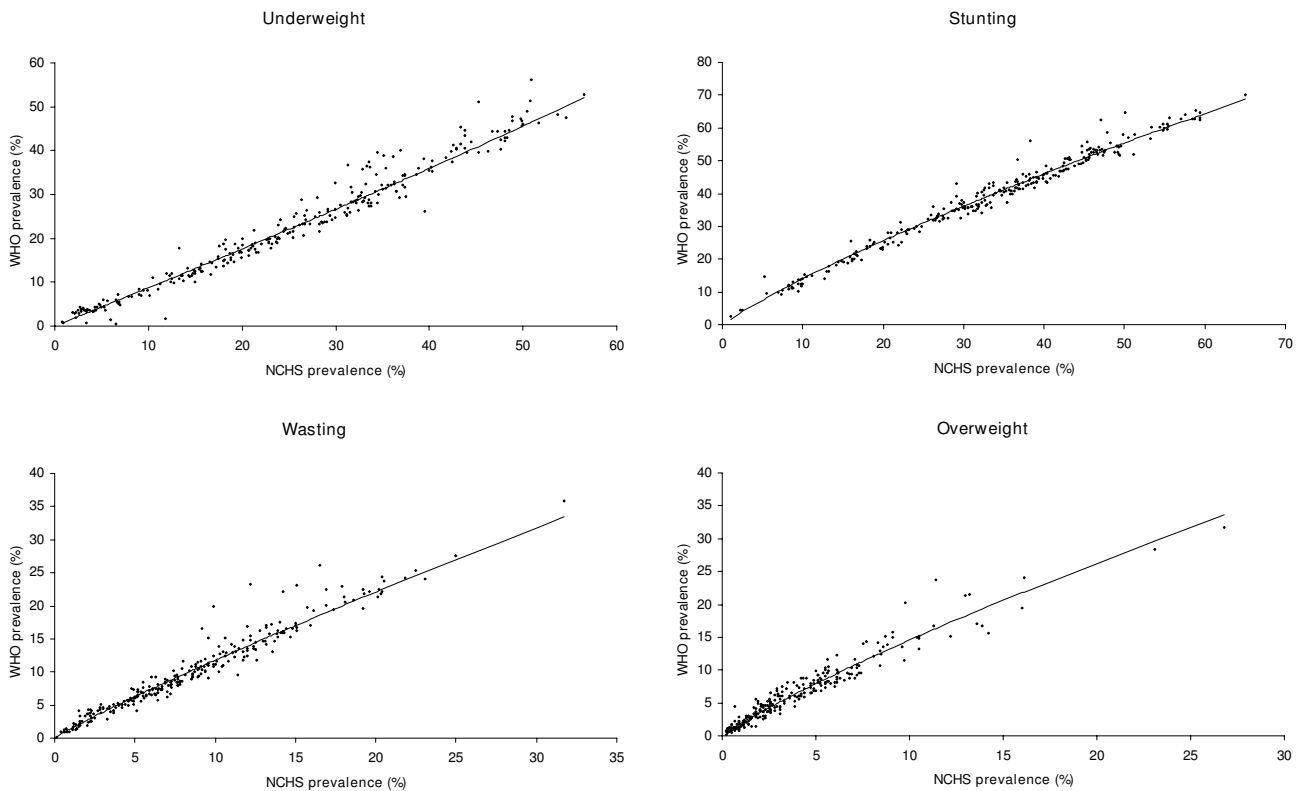 Underweight
WHO prevalence (%)
60
50
40
30
20
10
0
0 10 20 30 40 50 60
NCHS prevalence (%)
Stunting
WHO prevalence (%)
80
70
60
50
40
30
20
10
0
0 10 20 30 40 50 60 70
NCHS prevalence (%)
Wasting
WHO prevalence (%)
40
35
30
25
20
15
10
5
0
0 5 10 15 20 25 30 35
NCHS prevalence (%)
Overweight
WHO prevalence (%)
40
35
30
25
20
15
10
5
0
0 5 10 15 20 25 30
NCHS prevalence (%)